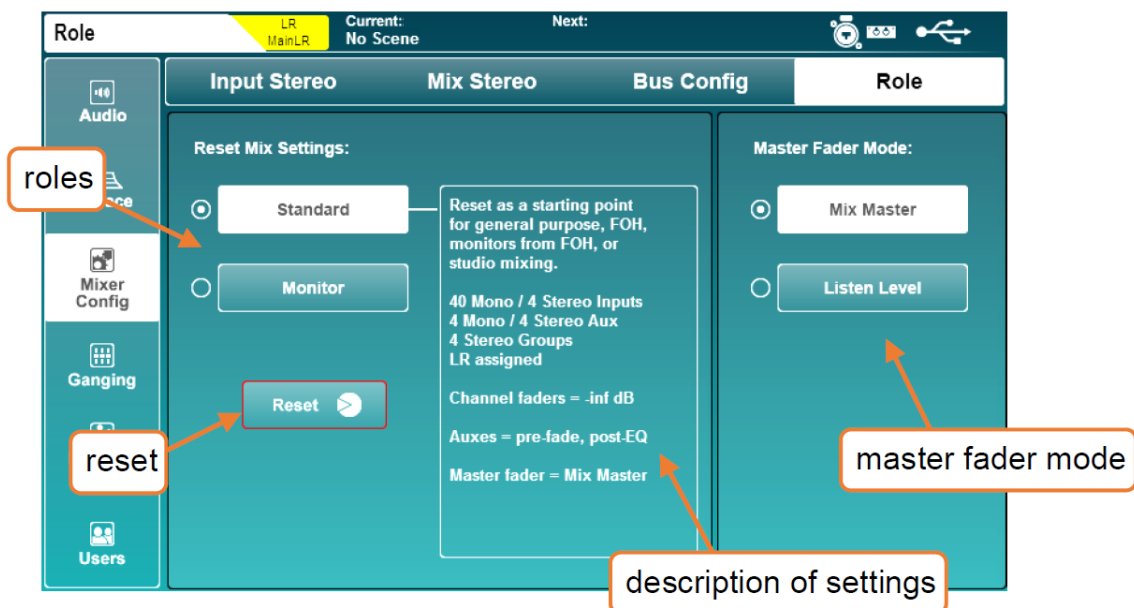 Role
LR
MainLR
Current:
No Scene
Next:
Input Stereo
Mix Stereo
Bus Config
Role
Audio
roles
Mixer
Config
Ganging
reset
Users
Reset Mix Settings:
Standard
Monitor
Reset
Reset as a starting point
for general purpose, FOH,
monitors from FOH, or
studio mixing.
40 Mono / 4 Stereo Inputs
4 Mono / 4 Stereo Aux
4 Stereo Groups
LR assigned
Channel faders = -inf dB
Auxes = pre-fade, post-EQ
Master fader = Mix Master
Master Fader Mode:
Mix Master
Listen Level
master fader mode
description of settings